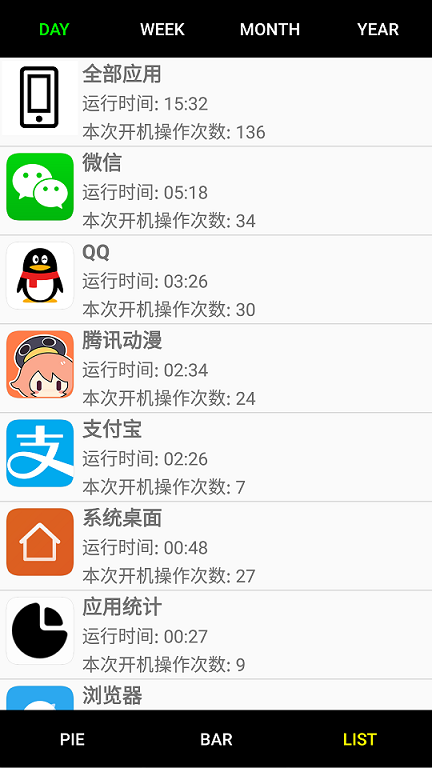 DAY WEEK MONTH YEAR
全部应用
运行时间: 15:32
本次开机操作次数: 136
微信
运行时间: 05:18
本次开机操作次数: 34
QQ
运行时间: 03:26
本次开机操作次数: 30
腾讯动漫
运行时间: 02:34
本次开机操作次数: 24
支付宝
运行时间: 02:26
本次开机操作次数: 7
系统桌面
运行时间: 00:48
本次开机操作次数: 27
应用统计
运行时间: 00:27
本次开机操作次数: 9
浏览器
PIE BAR LIST